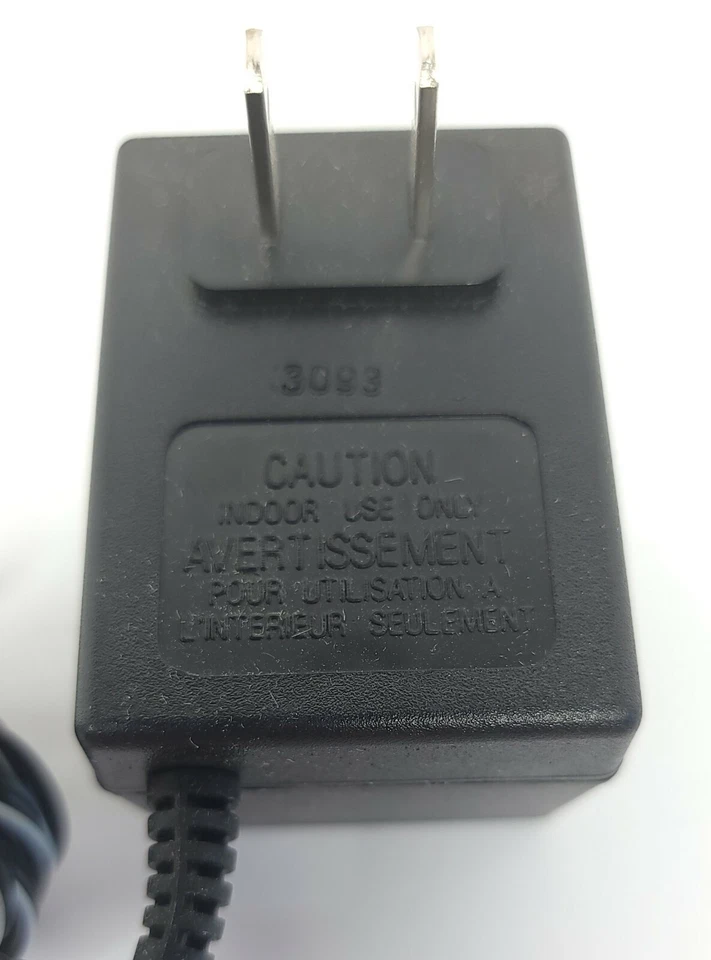 3093
CAUTION
INDOOR USE ONLY
AVERTISSEMENT
POUR UTILISATION A
L'INTERIEUR SEULEMENT